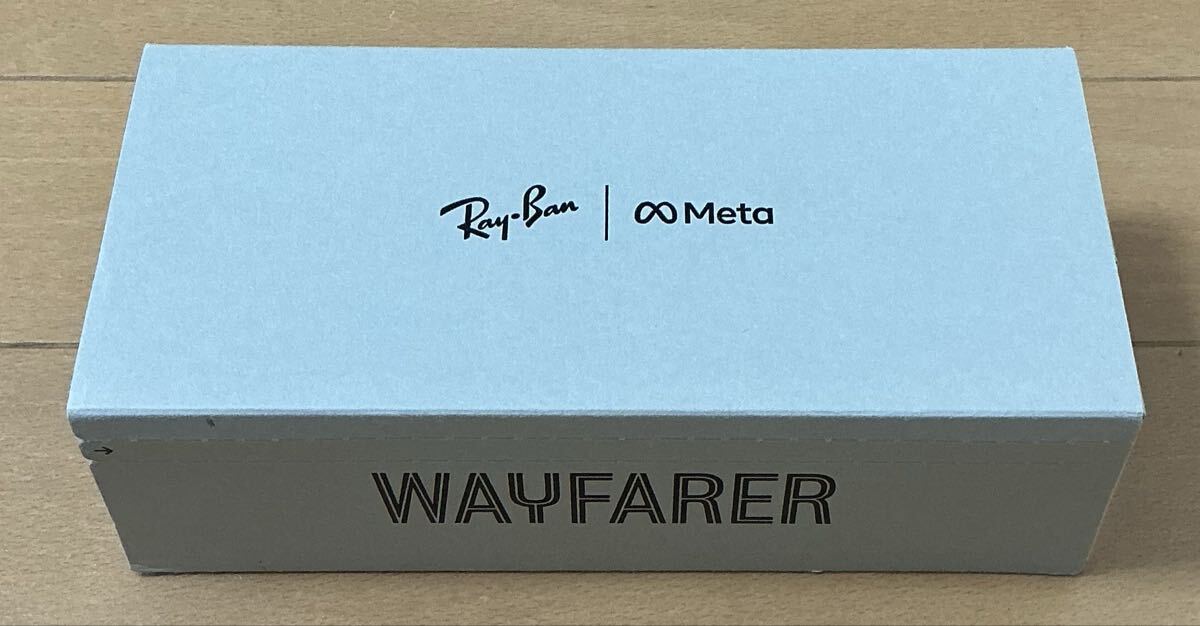 Ray-Ban | Meta
→
WAYFARER